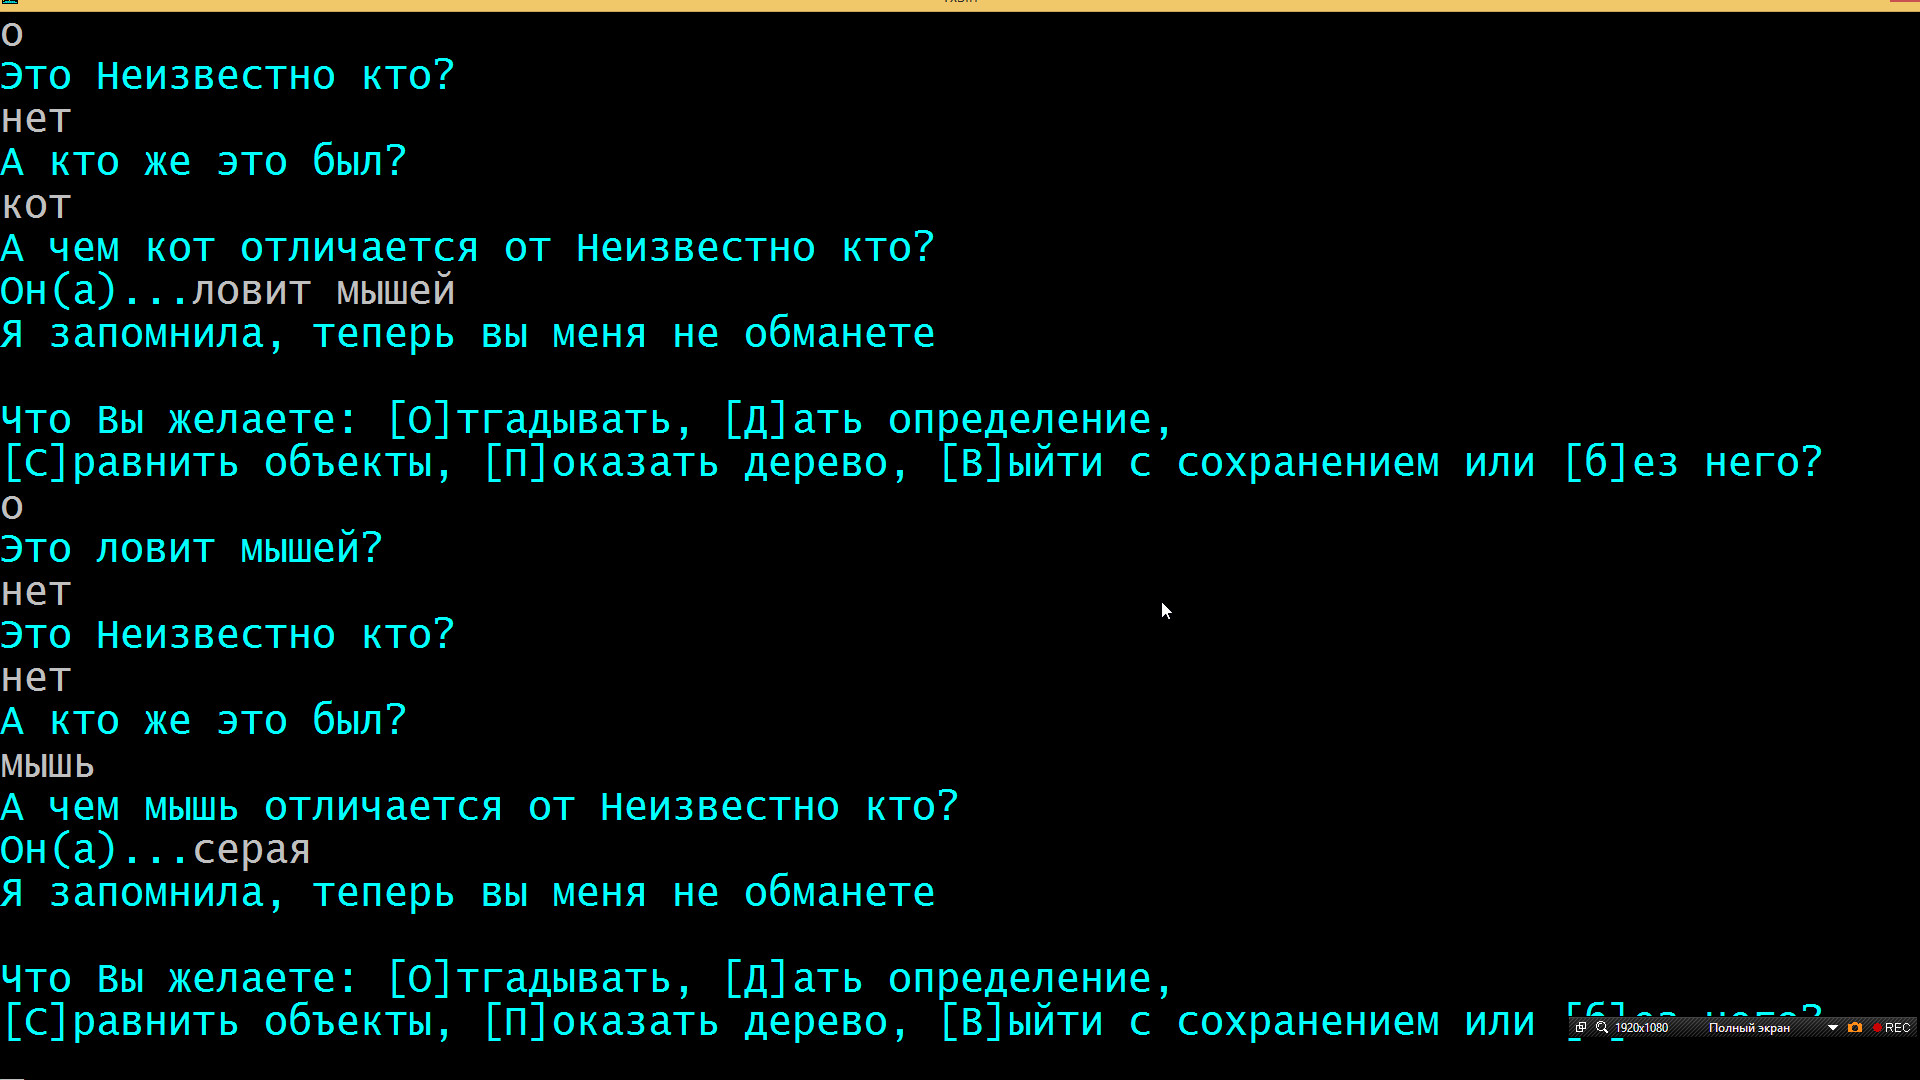 о
Это Неизвестно кто?
нет
А кто же это был?
кот
А чем кот отличается от Неизвестно кто?
Он(а)...ловит мышей
Я запомнила, теперь вы меня не обманете
Что Вы желаете: [О]тгадывать, [Д]ать определение,
[С]равнить объекты, [П]оказать дерево, [В]ыйти с сохранением или [б]ез него?
о
Это ловит мышей?
нет
Это Неизвестно кто?
нет
А кто же это был?
мышь
А чем мышь отличается от Неизвестно кто?
Он(а)...серая
Я запомнила, теперь вы меня не обманете
Что Вы желаете: [О]тгадывать, [Д]ать определение,
[С]равнить объекты, [П]оказать дерево, [В]ыйти с сохранением или [б]ез него?
1920x1080 Полный экран REC